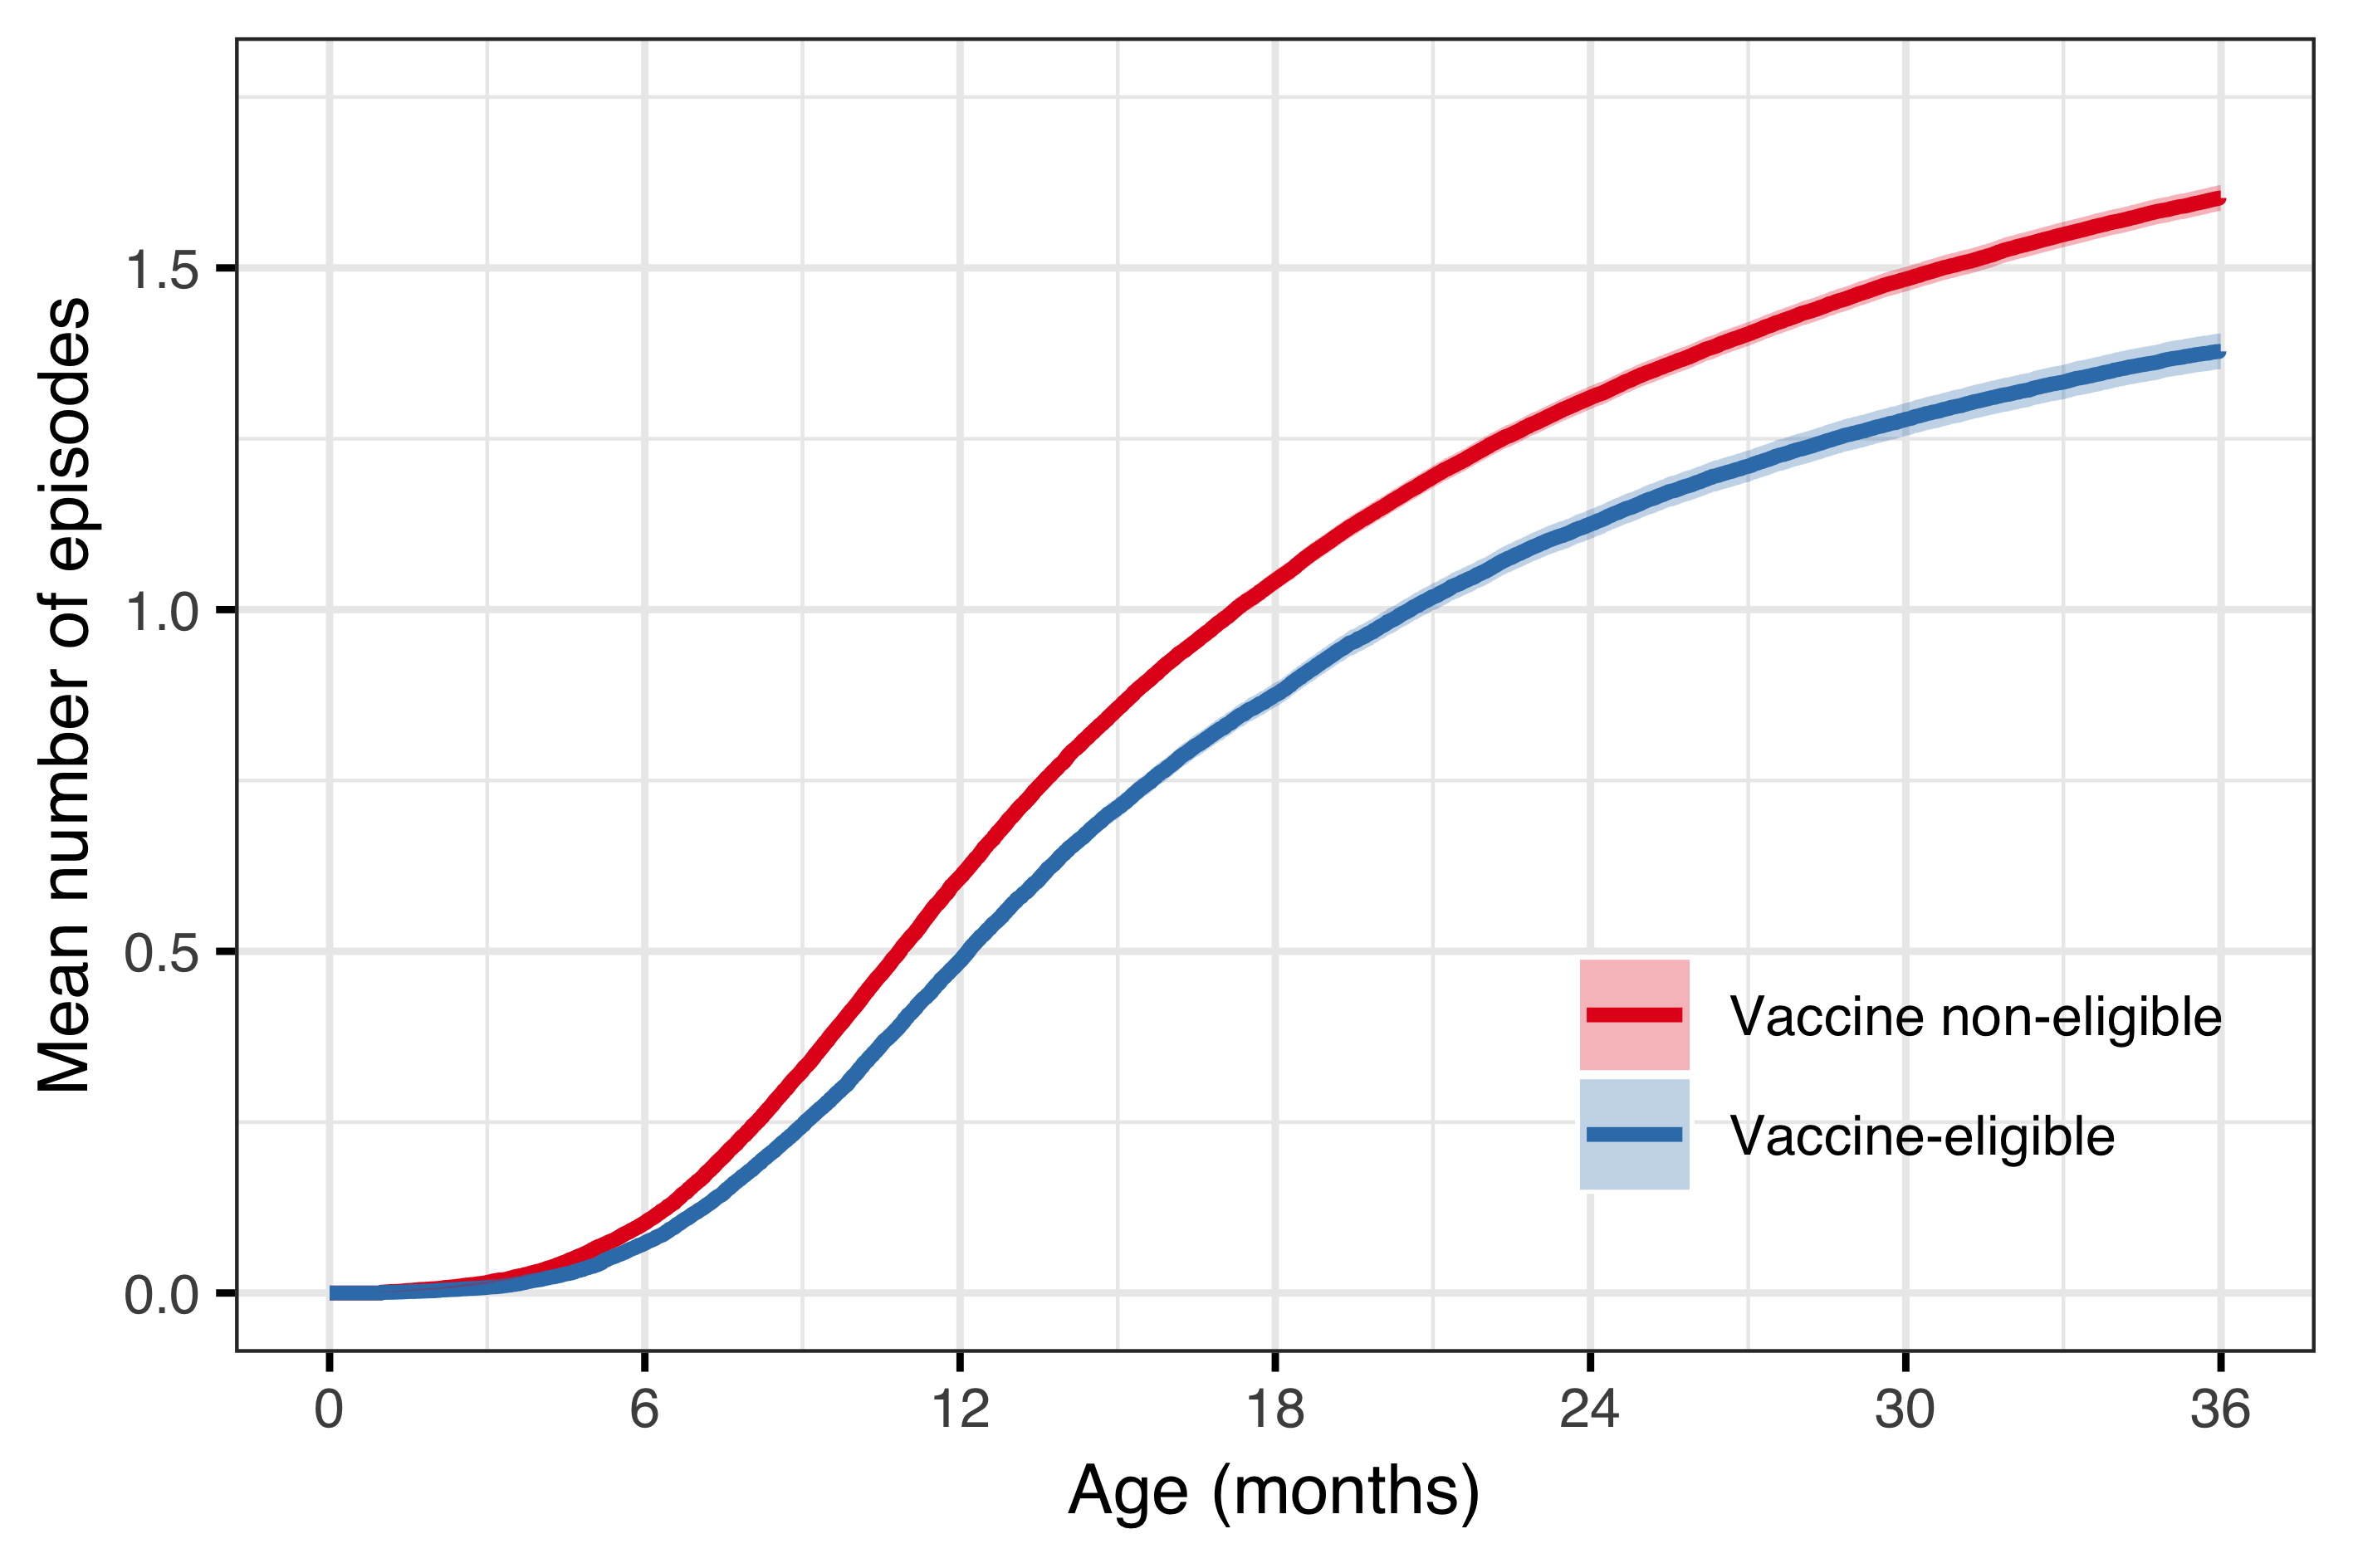 Mean number of episodes
1.5
1.0
0.5
0.0
0 6 12 18 24 30 36
Age (months)
Vaccine non-eligible
Vaccine-eligible